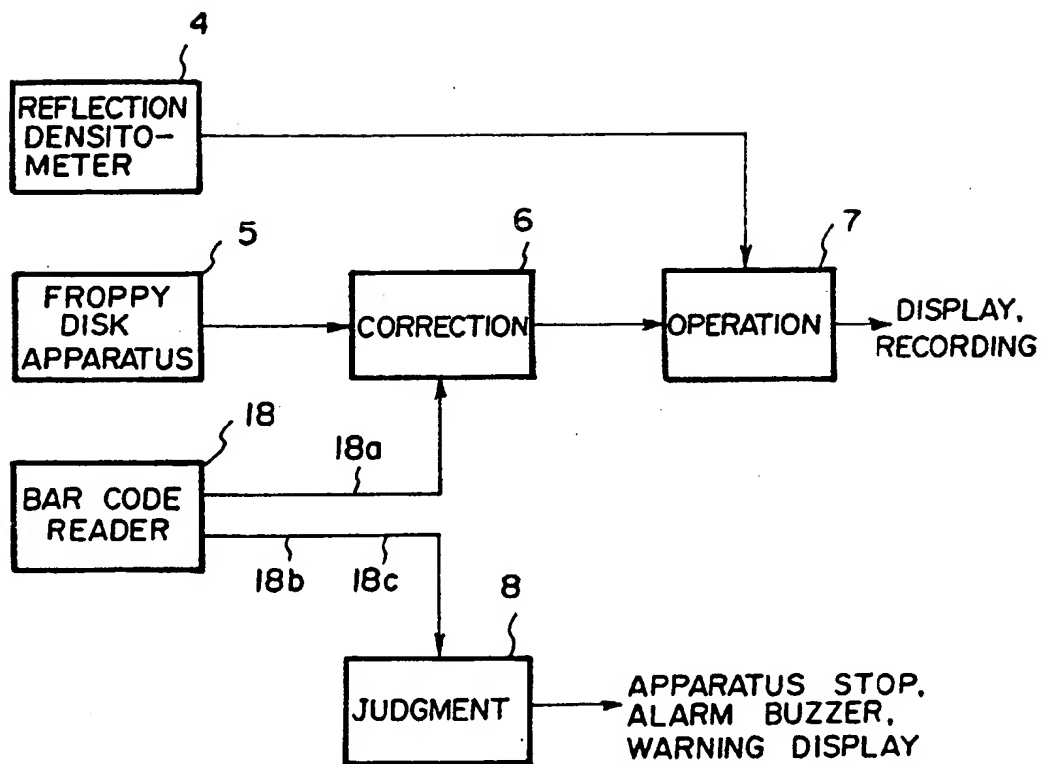 4
REFLECTION
DENSITO-
METER
5
FROPPY
DISK
APPARATUS
6
CORRECTION
7
OPERATION
DISPLAY,
RECORDING
18
BAR CODE
READER
18a
18b
18c
8
JUDGMENT
APPARATUS STOP,
ALARM BUZZER,
WARNING DISPLAY